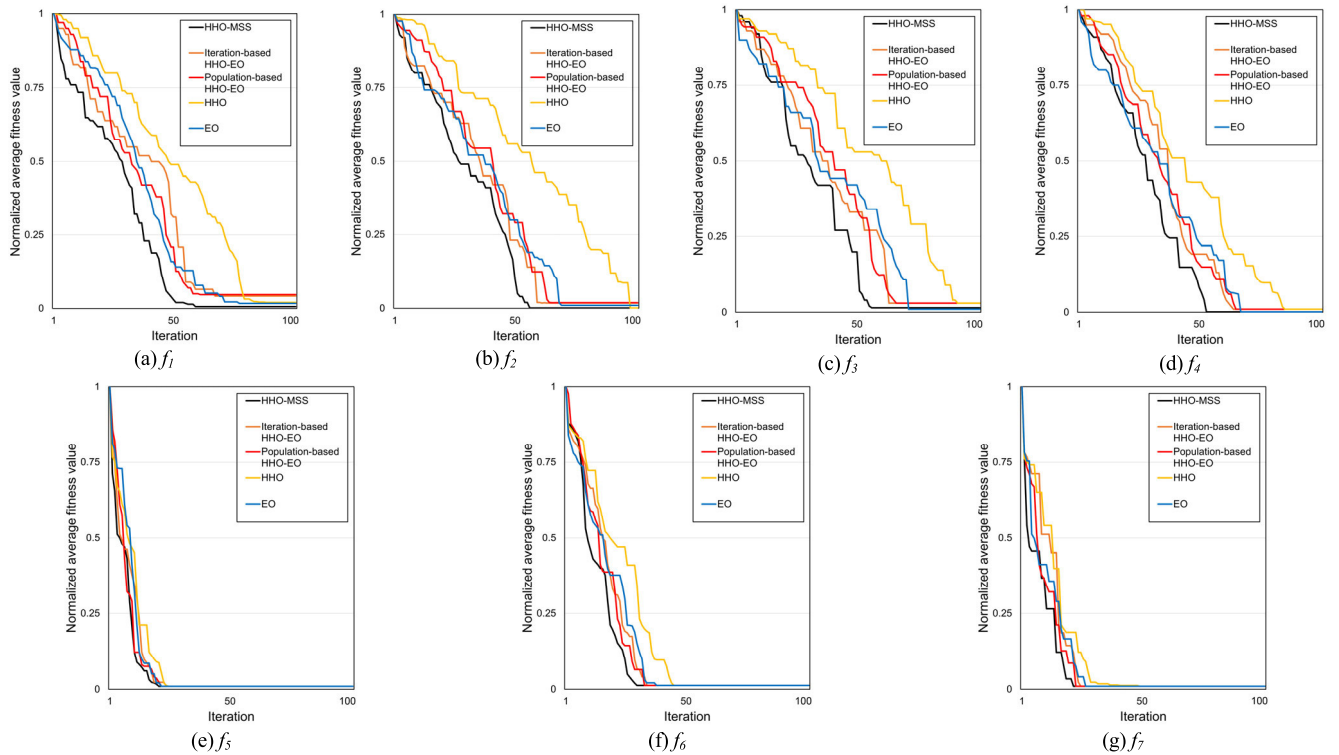 Normalized average fitness value
1
0.75
0.5
0.25
0
1
50
100
Iteration
HHO-MSS
Iteration-based
HHO-EO
Population-based
HHO-EO
HHO
EO
(a) f1
Normalized average fitness value
1
0.75
0.5
0.25
0
1
50
100
Iteration
HHO-MSS
Iteration-based
HHO-EO
Population-based
HHO-EO
HHO
EO
(b) f2
Normalized average fitness value
1
0.75
0.5
0.25
0
1
50
100
Iteration
HHO-MSS
Iteration-based
HHO-EO
Population-based
HHO-EO
HHO
EO
(c) f3
Normalized average fitness value
1
0.75
0.5
0.25
0
1
50
100
Iteration
HHO-MSS
Iteration-based
HHO-EO
Population-based
HHO-EO
HHO
EO
(d) f4
Normalized average fitness value
1
0.75
0.5
0.25
0
1
50
100
Iteration
HHO-MSS
Iteration-based
HHO-EO
Population-based
HHO-EO
HHO
EO
(e) f5
Normalized average fitness value
1
0.75
0.5
0.25
0
1
50
100
Iteration
HHO-MSS
Iteration-based
HHO-EO
Population-based
HHO-EO
HHO
EO
(f) f6
Normalized average fitness value
1
0.75
0.5
0.25
0
1
50
100
Iteration
HHO-MSS
Iteration-based
HHO-EO
Population-based
HHO-EO
HHO
EO
(g) f7